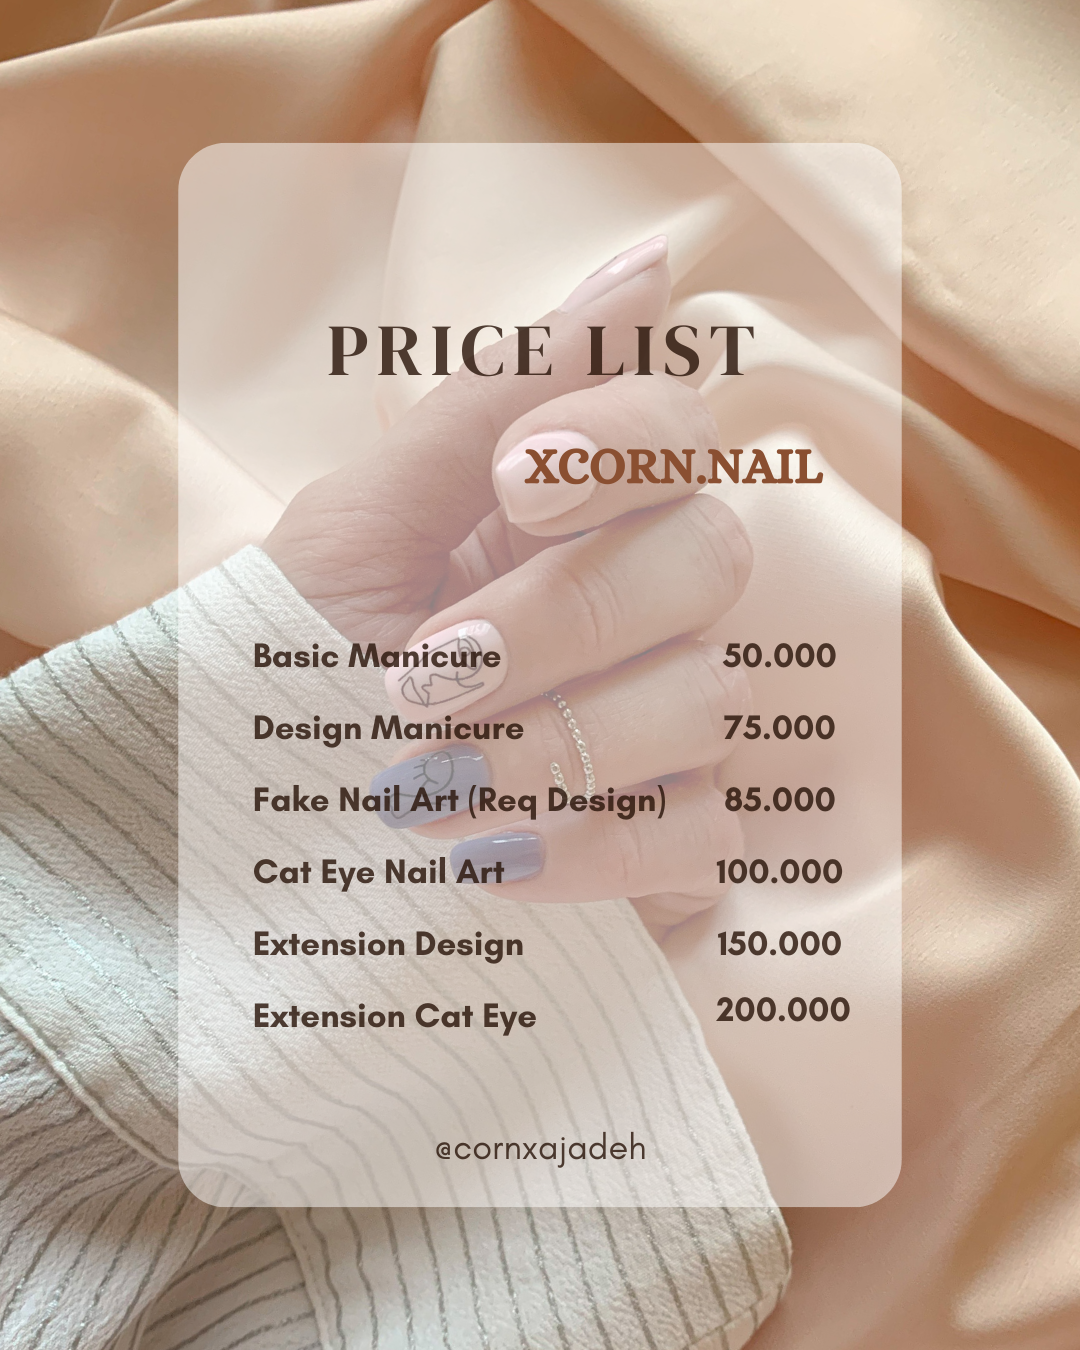 PRICE LIST
XCORN.NAIL
Basic Manicure 50.000
Design Manicure 75.000
Fake Nail Art (Req Design) 85.000
Cat Eye Nail Art 100.000
Extension Design 150.000
Extension Cat Eye 200.000
@cornxajadeh